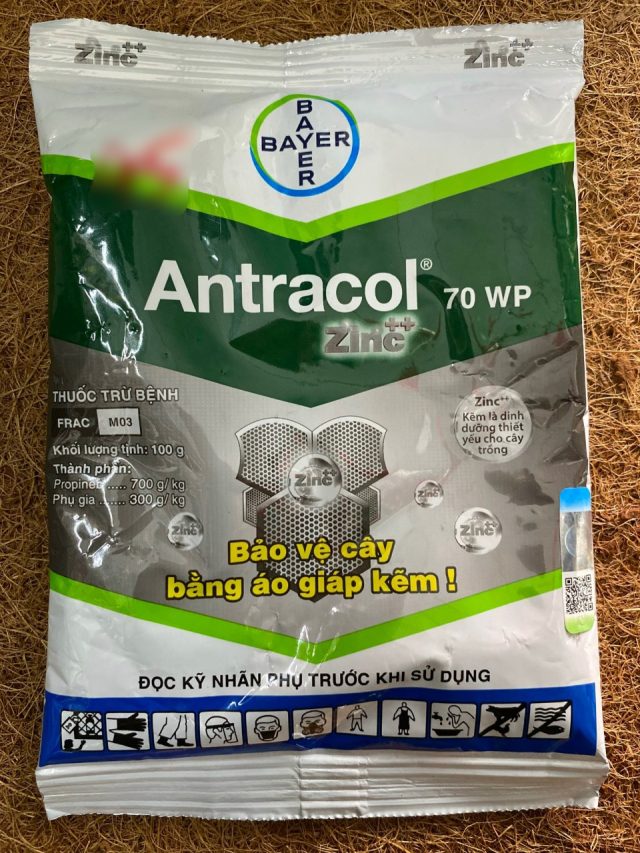 Zinc++
Zinc++
BAYER
BAYER
Antracol® 70 WP
Zinc++
THUỐC TRỪ BỆNH
FRAC M03
Khối lượng tịnh: 100 g
Thành phần:
Propineb ..... 700 g/kg
Phụ gia ....... 300 g/kg
Zinc++
Kẽm là dinh
dưỡng thiết
yếu cho cây
trồng
Zinc++
Zinc++
Zinc++
Zinc++
Bảo vệ cây
bằng áo giáp kẽm !
ĐỌC KỸ NHÃN PHỤ TRƯỚC KHI SỬ DỤNG